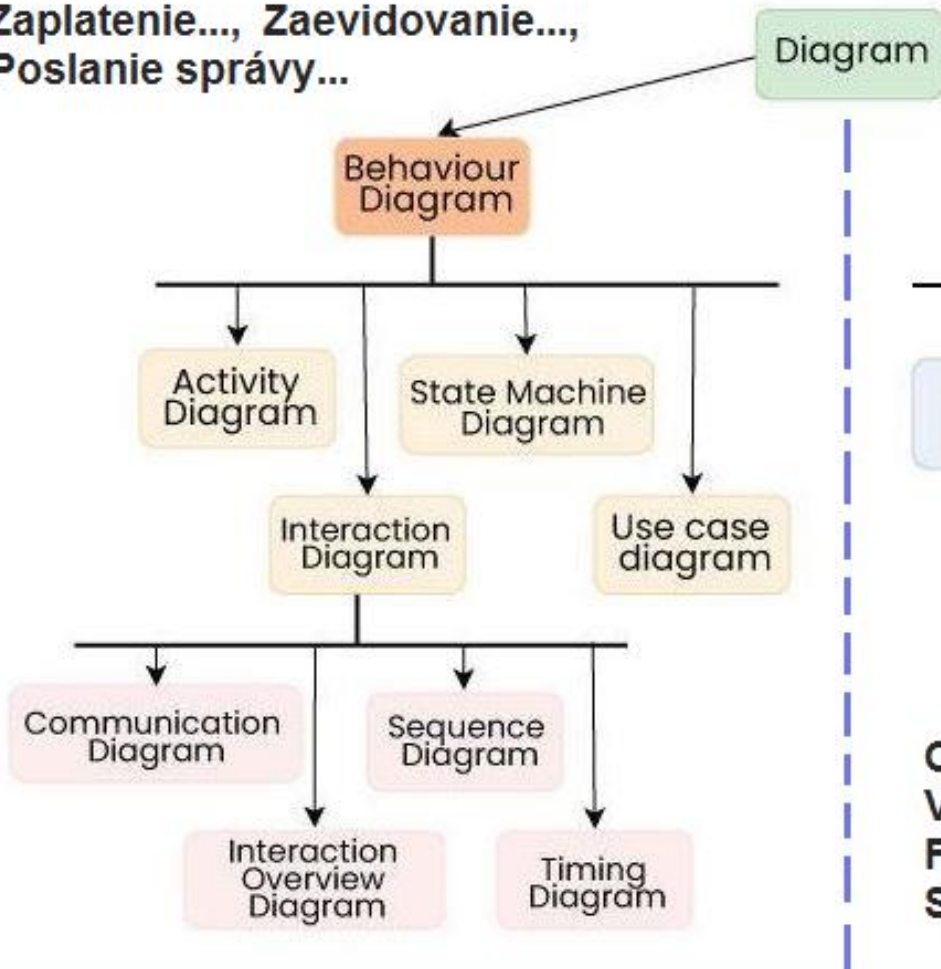 Zaplatenie..., Zaevidovanie...,
Poslanie správy...
Diagram
Behaviour
Diagram
Activity
Diagram
State Machine
Diagram
Interaction
Diagram
Use case
diagram
Communication
Diagram
Sequence
Diagram
Interaction
Overview
Diagram
Timing
Diagram